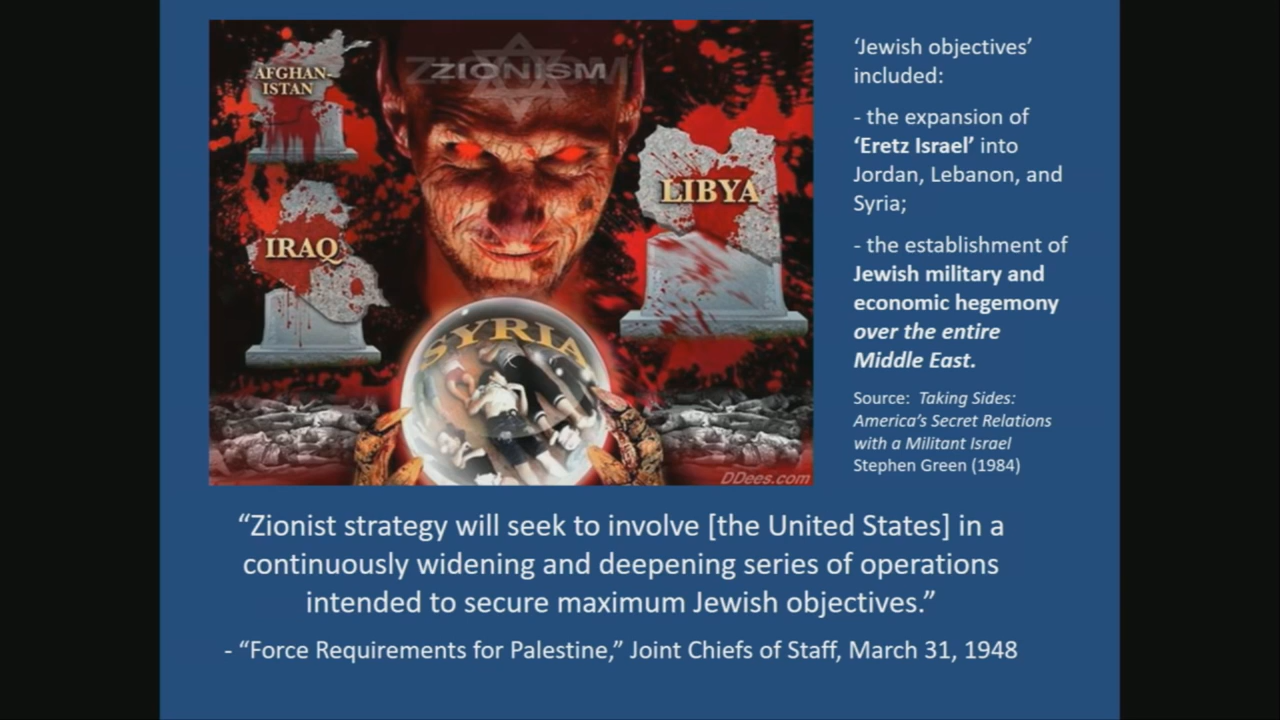 ZIONISM
AFGHAN-
ISTAN
LIBYA
IRAQ
SYRIA
DDees.com
‘Jewish objectives’
included:
- the expansion of
‘Eretz Israel’ into
Jordan, Lebanon, and
Syria;
- the establishment of
Jewish military and
economic hegemony
over the entire
Middle East.
Source: Taking Sides:
America’s Secret Relations
with a Militant Israel
Stephen Green (1984)
“Zionist strategy will seek to involve [the United States] in a
continuously widening and deepening series of operations
intended to secure maximum Jewish objectives.”
- “Force Requirements for Palestine,” Joint Chiefs of Staff, March 31, 1948